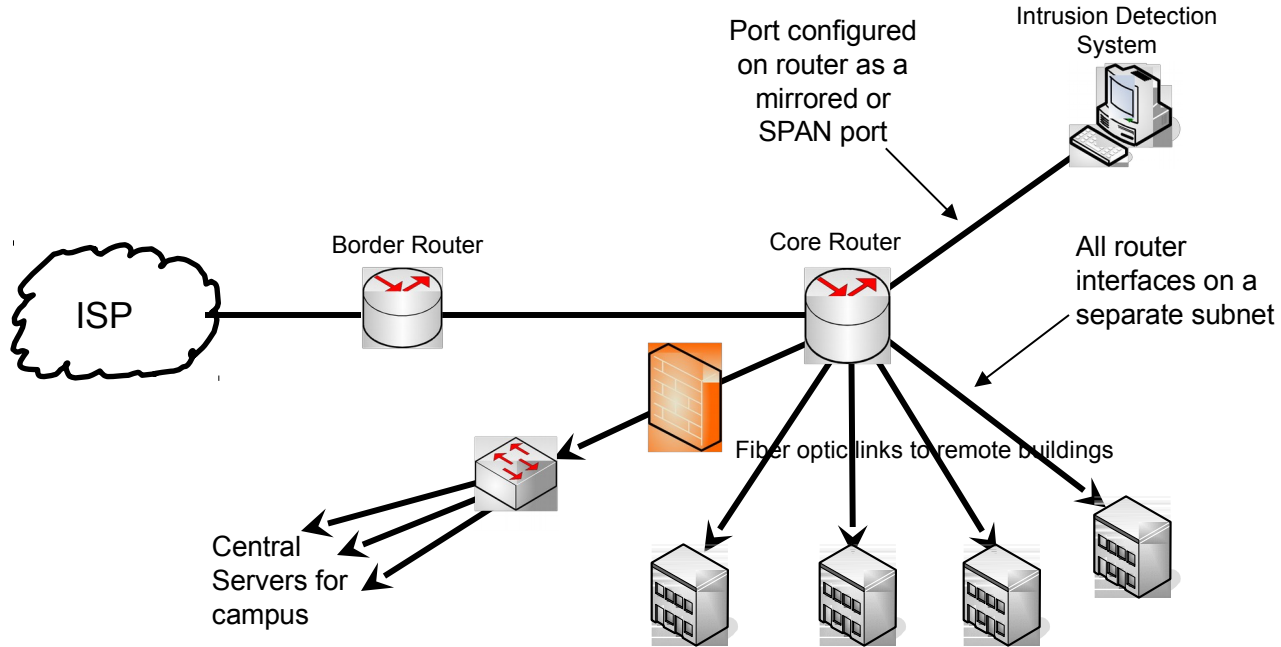 Port configured
on router as a
mirrored or
SPAN port
Intrusion Detection
System
Border Router
Core Router
All router
interfaces on a
separate subnet
ISP
Fiber optic links to remote buildings
Central
Servers for
campus